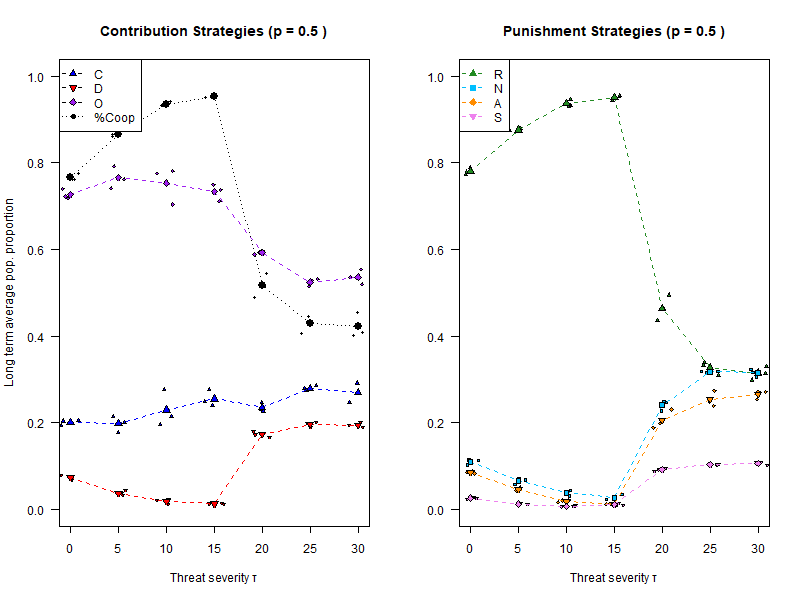 Contribution Strategies (p = 0.5 )
Long term average pop. proportion
1.0
0.8
0.6
0.4
0.2
0.0
C
D
O
%Coop
0 5 10 15 20 25 30
Threat severity τ
Punishment Strategies (p = 0.5 )
1.0
0.8
0.6
0.4
0.2
0.0
R
N
A
S
0 5 10 15 20 25 30
Threat severity τ